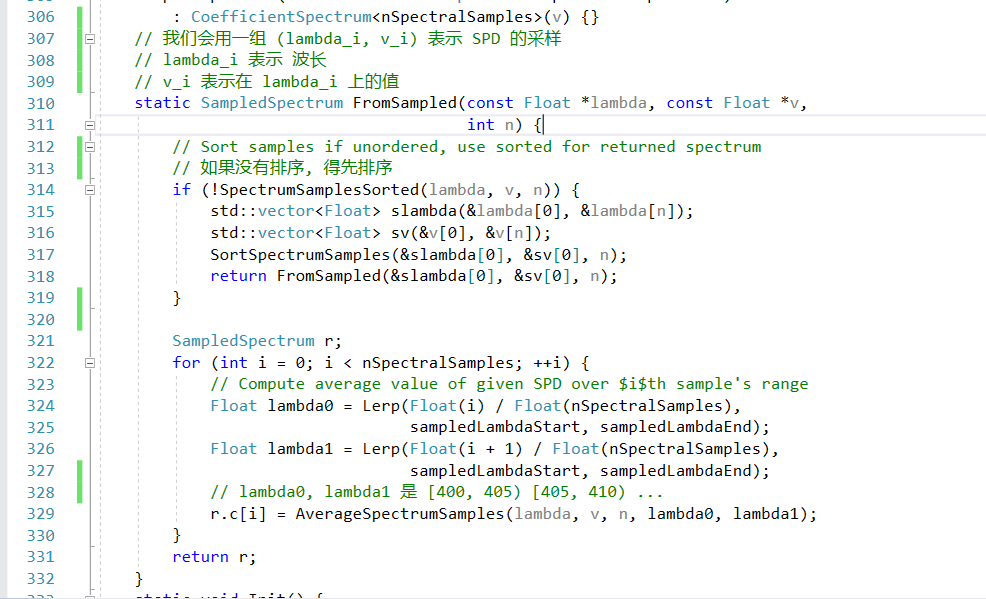 306 : CoefficientSpectrum<nSpectralSamples>(v) {}
307 // 我们会用一组 (lambda_i, v_i) 表示 SPD 的采样
308 // lambda_i 表示 波长
309 // v_i 表示在 lambda_i 上的值
310 static SampledSpectrum FromSampled(const Float *lambda, const Float *v,
311 int n) {
312 // Sort samples if unordered, use sorted for returned spectrum
313 // 如果没有排序, 得先排序
314 if (!SpectrumSamplesSorted(lambda, v, n)) {
315 std::vector<Float> slambda(&lambda[0], &lambda[n]);
316 std::vector<Float> sv(&v[0], &v[n]);
317 SortSpectrumSamples(&slambda[0], &sv[0], n);
318 return FromSampled(&slambda[0], &sv[0], n);
319 }
320
321 SampledSpectrum r;
322 for (int i = 0; i < nSpectralSamples; ++i) {
323 // Compute average value of given SPD over $i$th sample's range
324 Float lambda0 = Lerp(Float(i) / Float(nSpectralSamples),
325 sampledLambdaStart, sampledLambdaEnd);
326 Float lambda1 = Lerp(Float(i + 1) / Float(nSpectralSamples),
327 sampledLambdaStart, sampledLambdaEnd);
328 // lambda0, lambda1 是 [400, 405) [405, 410) ...
329 r.c[i] = AverageSpectrumSamples(lambda, v, n, lambda0, lambda1);
330 }
331 return r;
332 }
333 static void Init() {